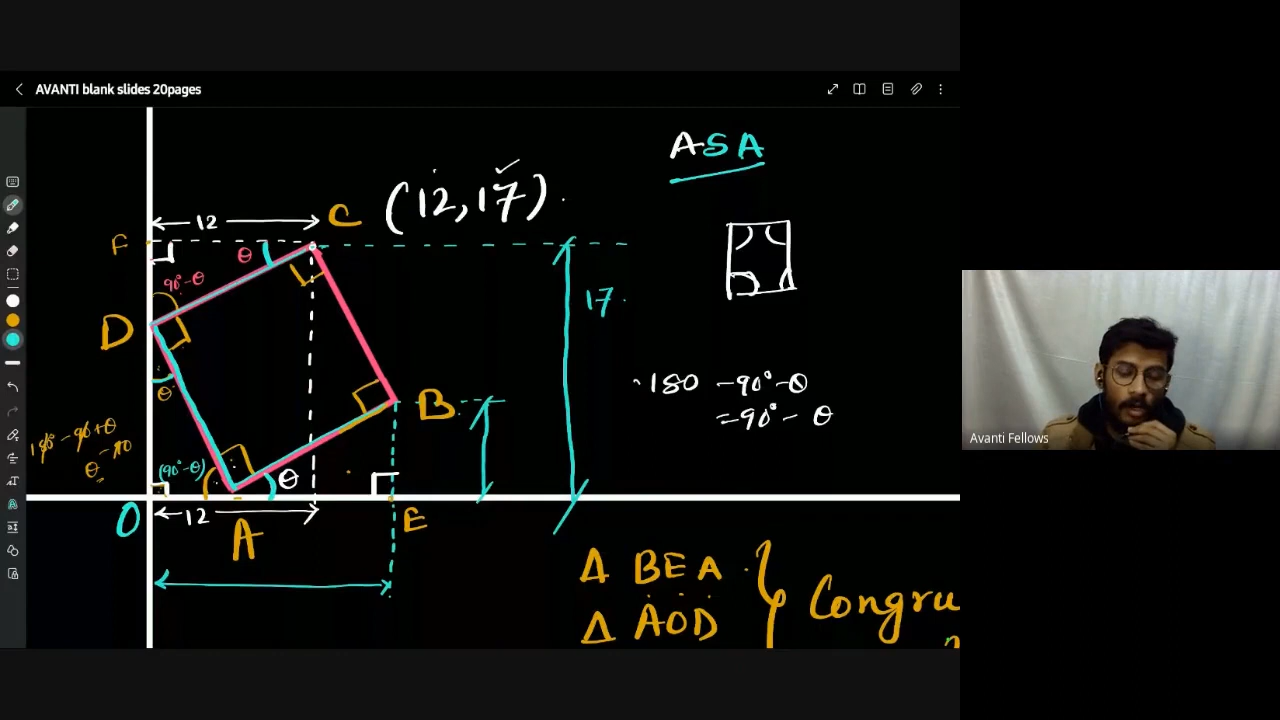 AVANTI blank slides 20pages
ASA
(12, 17)
12
C
F
θ
90°-θ
17
D
θ
180 -90°-θ
=90° - θ
B
Avanti Fellows
(90°-θ)
θ
θ
O
12
A
E
Δ BEA
Δ AOD
Congru